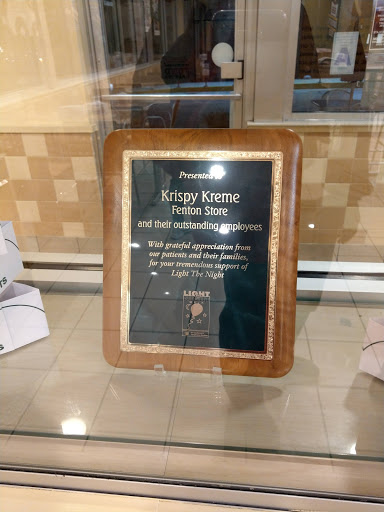 Presented to
Krispy Kreme
Fenton Store
and their outstanding employees
With grateful appreciation from
our patients and their families,
for your tremendous support of
Light The Night
LIGHT